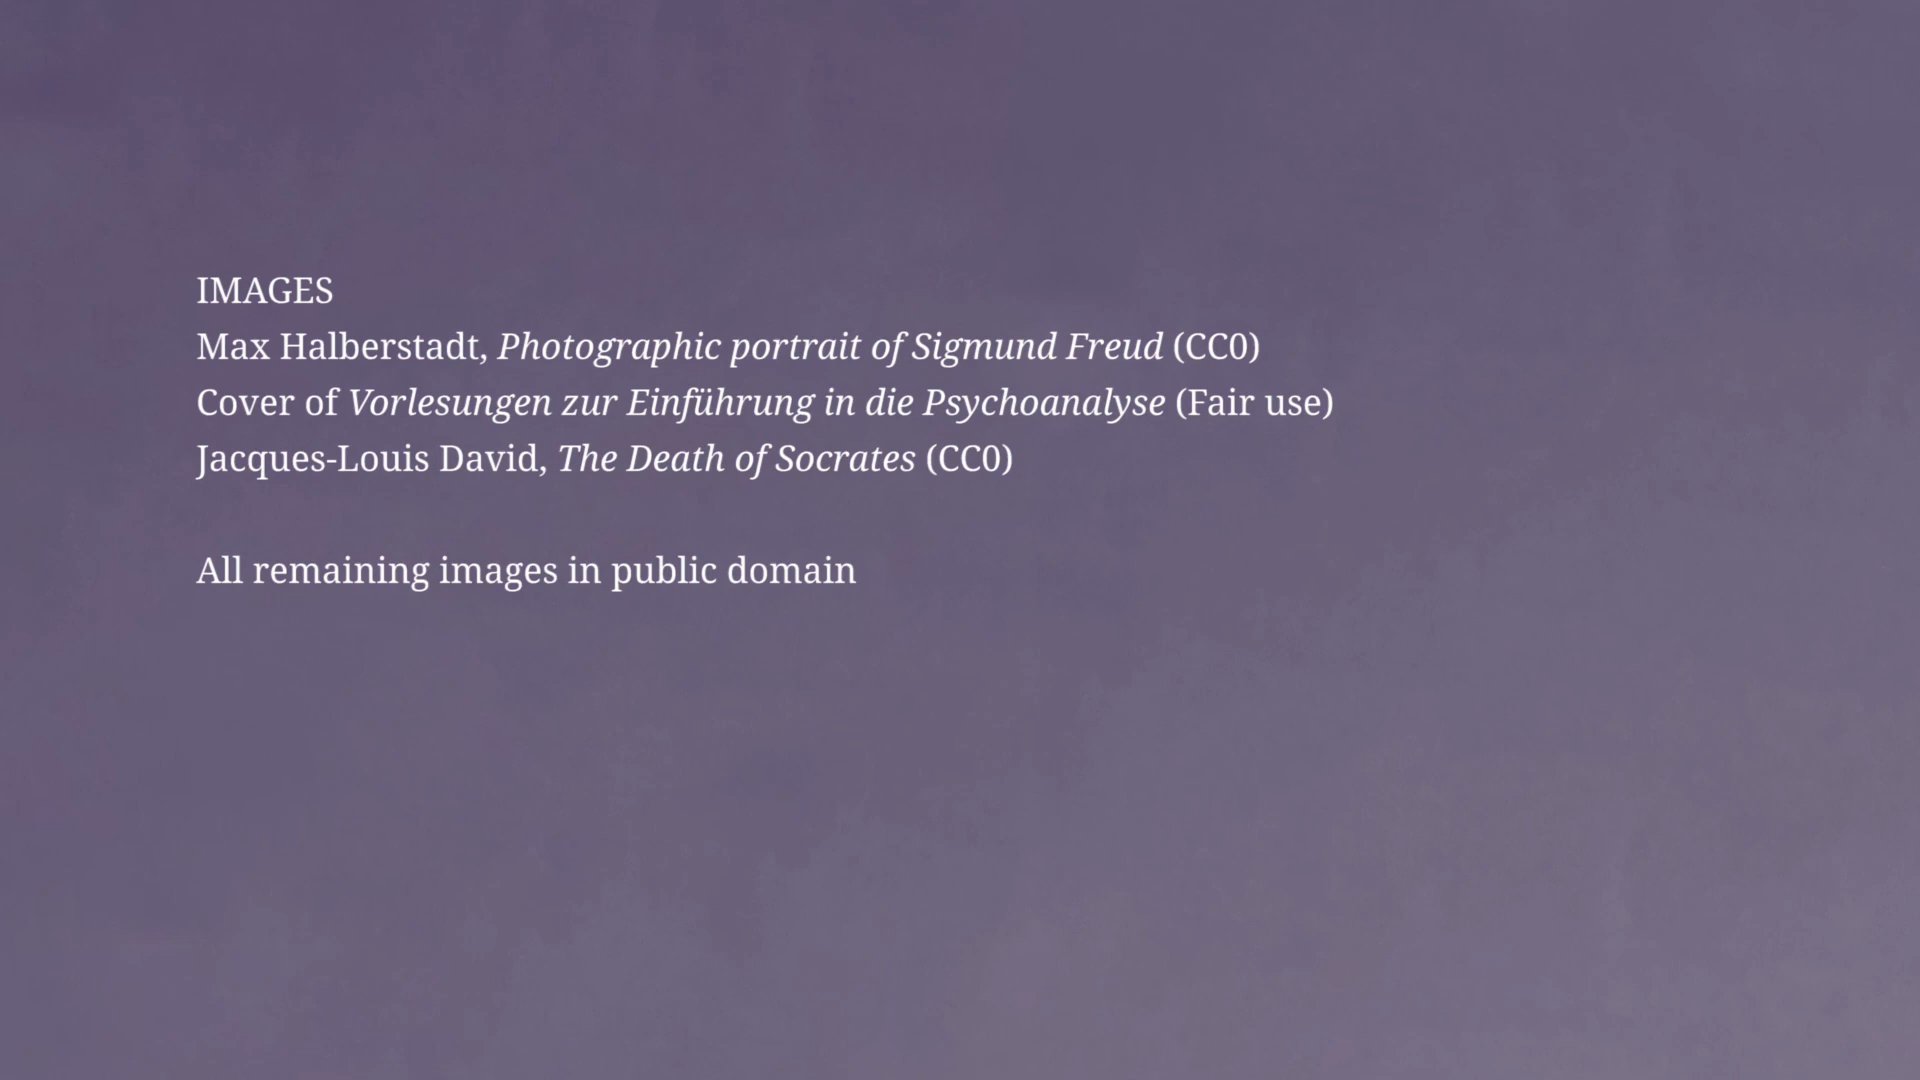 IMAGES
Max Halberstadt, Photographic portrait of Sigmund Freud (CC0)
Cover of Vorlesungen zur Einführung in die Psychoanalyse (Fair use)
Jacques-Louis David, The Death of Socrates (CC0)
All remaining images in public domain